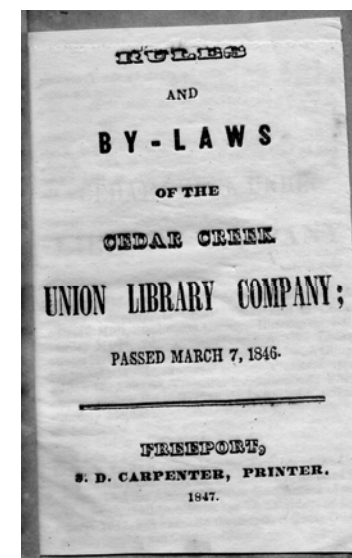 RULES
AND
BY-LAWS
OF THE
CEDAR CREEK
UNION LIBRARY COMPANY;
PASSED MARCH 7, 1846.
FREEPORT,
S. D. CARPENTER, PRINTER.
1847.